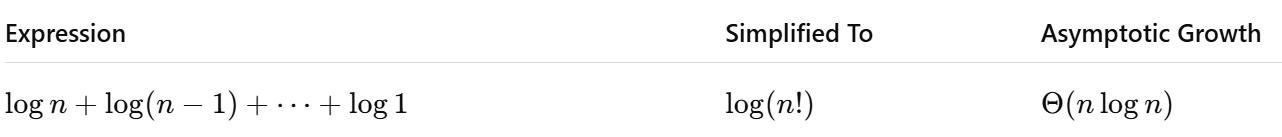 Expression Simplified To Asymptotic Growth
log n + log(n − 1) + ⋯ + log 1 log(n!) Θ(n log n)